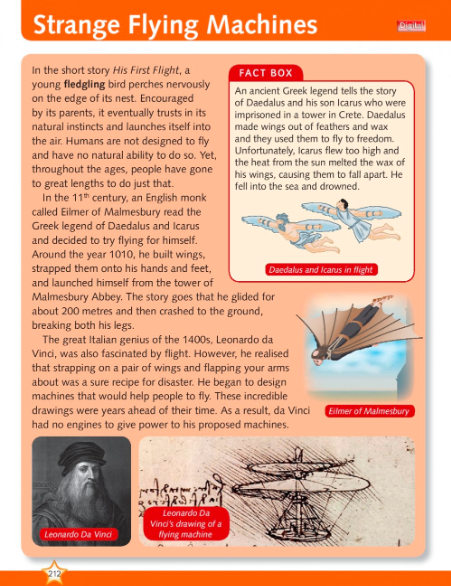 Strange Flying Machines
Digital
In the short story His First Flight, a
young fledgling bird perches nervously
on the edge of its nest. Encouraged
by its parents, it eventually trusts in its
natural instincts and launches itself into
the air. Humans are not designed to fly
and have no natural ability to do so. Yet,
throughout the ages, people have gone
to great lengths to do just that.
In the 11th century, an English monk
called Eilmer of Malmesbury read the
Greek legend of Daedalus and Icarus
and decided to try flying for himself.
Around the year 1010, he built wings,
strapped them onto his hands and feet,
and launched himself from the tower of
Malmesbury Abbey. The story goes that he glided for
about 200 metres and then crashed to the ground,
breaking both his legs.
The great Italian genius of the 1400s, Leonardo da
Vinci, was also fascinated by flight. However, he realised
that strapping on a pair of wings and flapping your arms
about was a sure recipe for disaster. He began to design
machines that would help people to fly. These incredible
drawings were years ahead of their time. As a result, da Vinci
had no engines to give power to his proposed machines.
FACT BOX
An ancient Greek legend tells the story
of Daedalus and his son Icarus who were
imprisoned in a tower in Crete. Daedalus
made wings out of feathers and wax
and they used them to fly to freedom.
Unfortunately, Icarus flew too high and
the heat from the sun melted the wax of
his wings, causing them to fall apart. He
fell into the sea and drowned.
Daedalus and Icarus in flight
Eilmer of Malmesbury
Leonardo Da Vinci
Leonardo Da
Vinci's drawing of a
flying machine
212